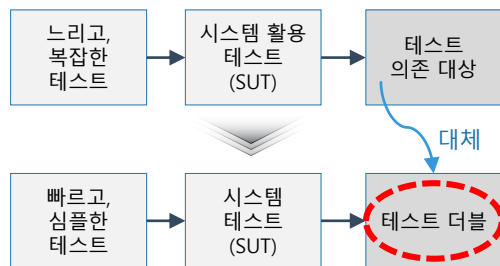 느리고,
복잡한
테스트
시스템 활용
테스트
(SUT)
테스트
의존 대상
대체
빠르고,
심플한
테스트
시스템
테스트
(SUT)
테스트 더블